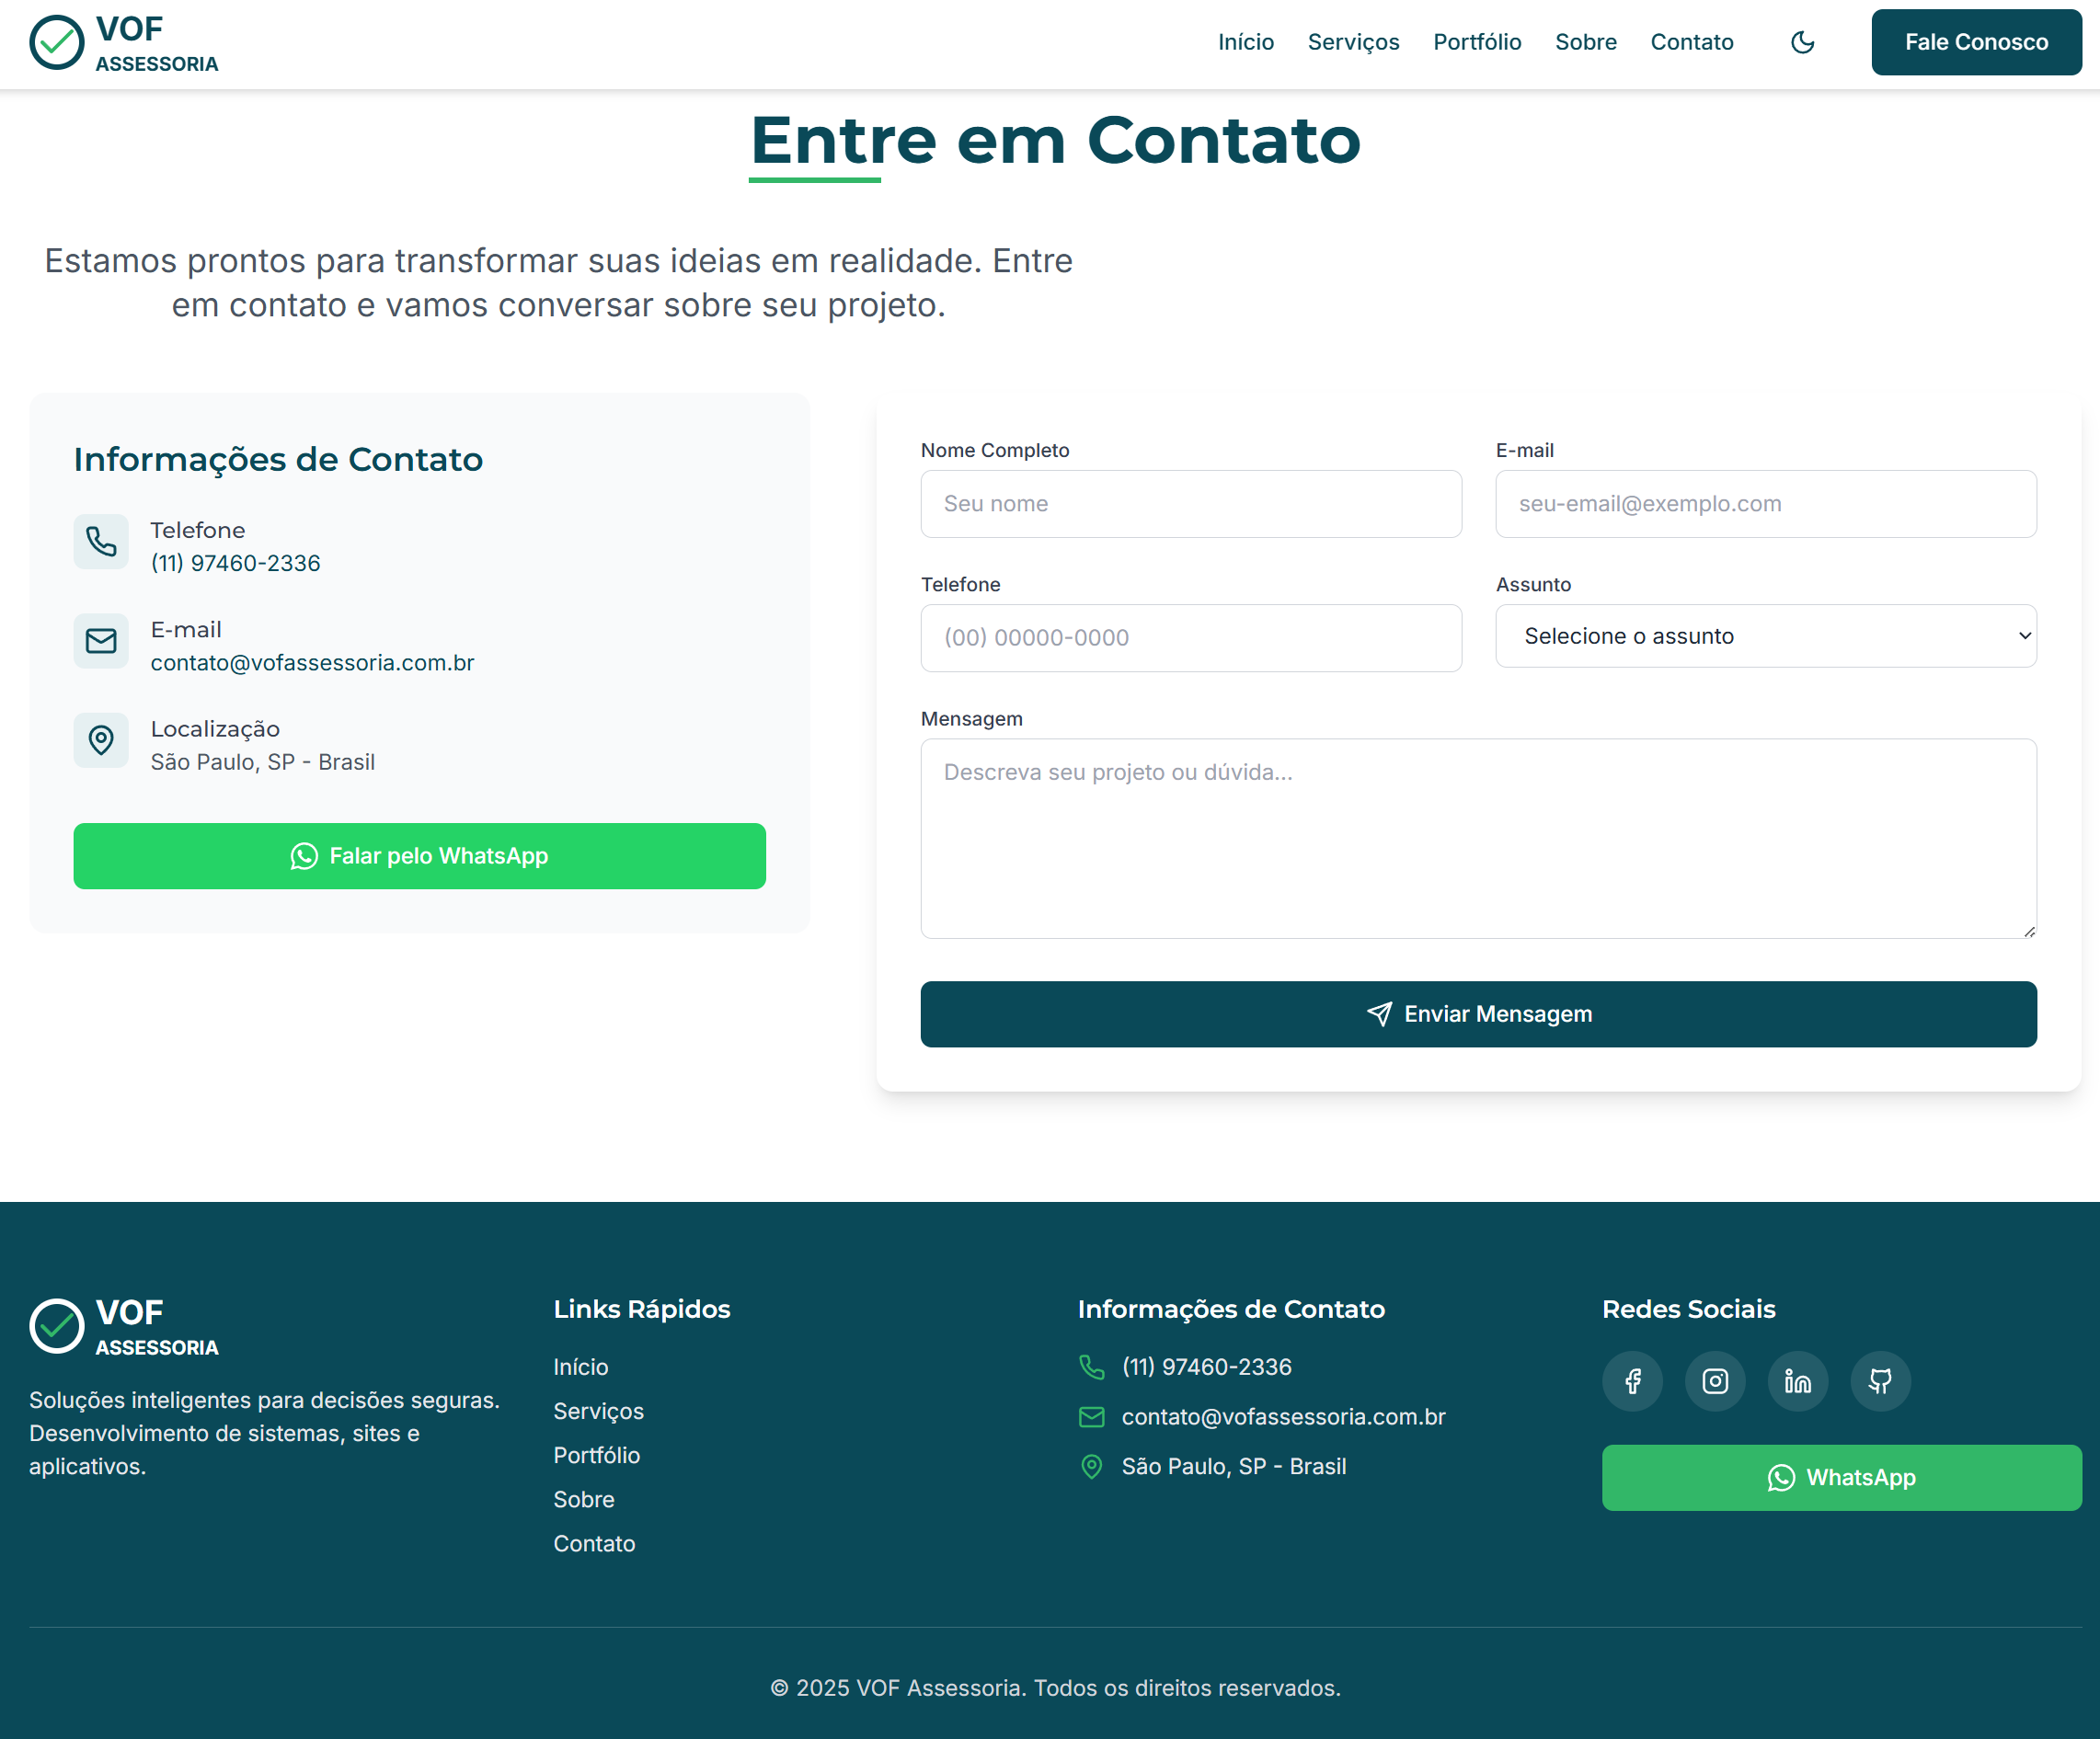 VOF
ASSESSORIA
Início
Serviços
Portfólio
Sobre
Contato
Fale Conosco
Entre em Contato
Estamos prontos para transformar suas ideias em realidade. Entre
em contato e vamos conversar sobre seu projeto.
Informações de Contato
Telefone
(11) 97460-2336
E-mail
contato@vofassessoria.com.br
Localização
São Paulo, SP - Brasil
Falar pelo WhatsApp
Nome Completo
Seu nome
E-mail
seu-email@exemplo.com
Telefone
(00) 00000-0000
Assunto
Selecione o assunto
Mensagem
Descreva seu projeto ou dúvida...
Enviar Mensagem
VOF
ASSESSORIA
Soluções inteligentes para decisões seguras.
Desenvolvimento de sistemas, sites e
aplicativos.
Links Rápidos
Início
Serviços
Portfólio
Sobre
Contato
Informações de Contato
(11) 97460-2336
contato@vofassessoria.com.br
São Paulo, SP - Brasil
Redes Sociais
WhatsApp
© 2025 VOF Assessoria. Todos os direitos reservados.